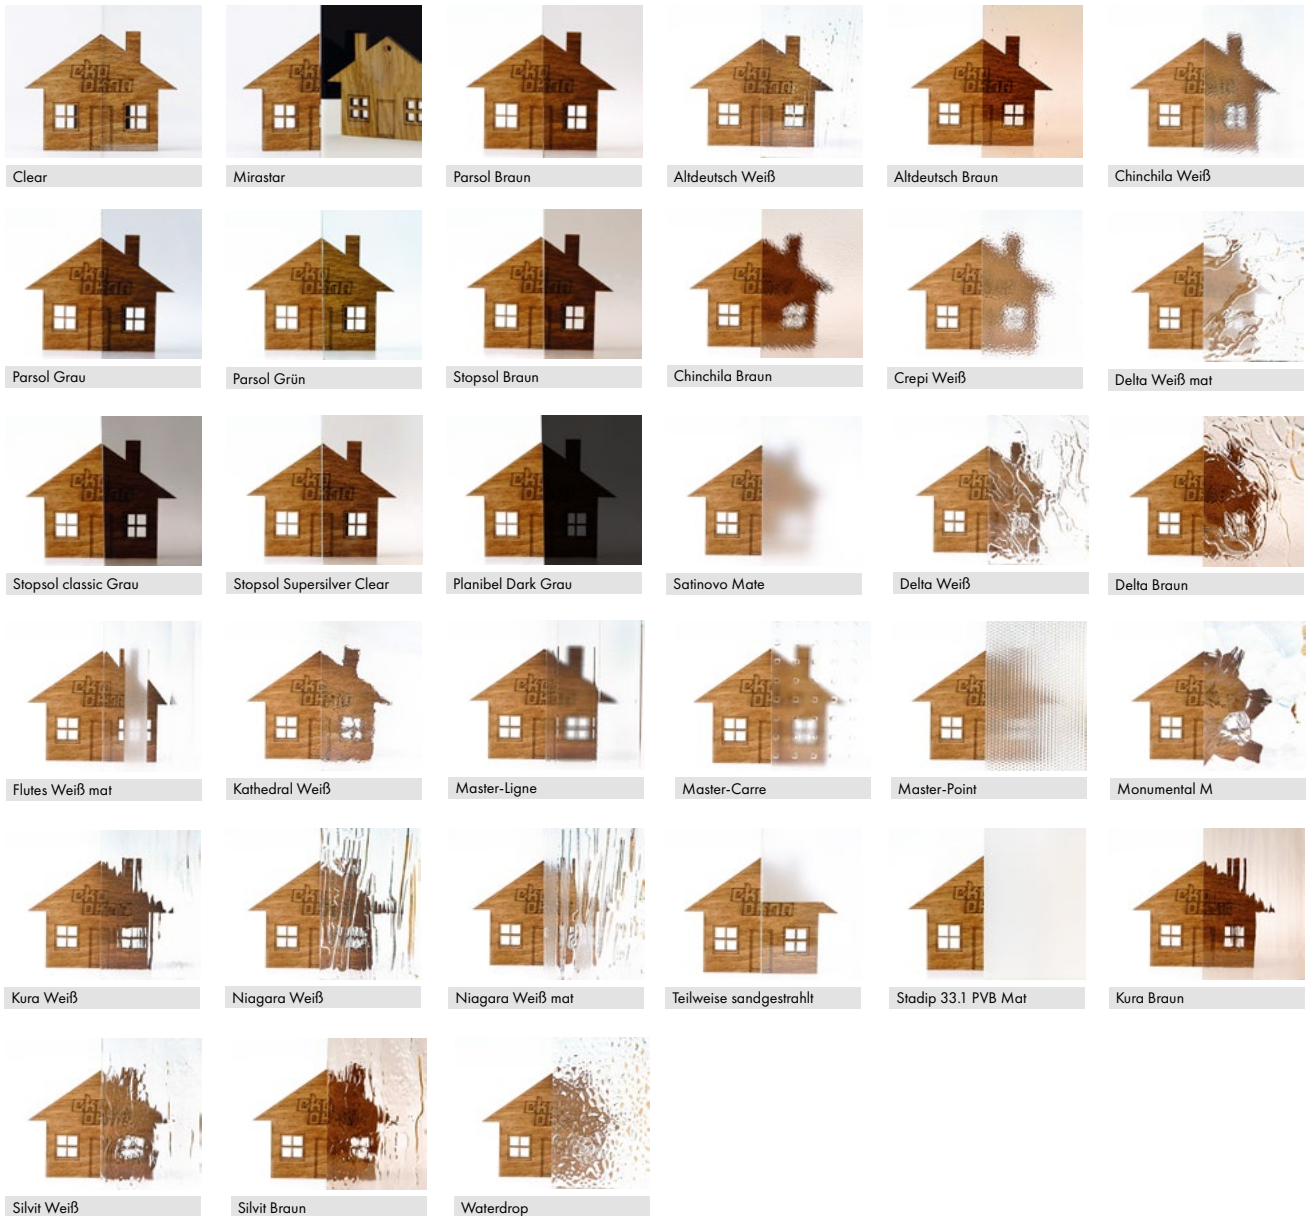 Clear
Mirastar
Parsol Braun
Altdeutsch Weiß
Altdeutsch Braun
Chinchila Weiß
Parsol Grau
Parsol Grün
Stopsol Braun
Chinchila Braun
Crepi Weiß
Delta Weiß mat
Stopsol classic Grau
Stopsol Supersilver Clear
Planibel Dark Grau
Satinovo Mate
Delta Weiß
Delta Braun
Flutes Weiß mat
Kathedral Weiß
Master-Ligne
Master-Carre
Master-Point
Monumental M
Kura Weiß
Niagara Weiß
Niagara Weiß mat
Teilweise sandgestrahlt
Stadip 33.1 PVB Mat
Kura Braun
Silvit Weiß
Silvit Braun
Waterdrop